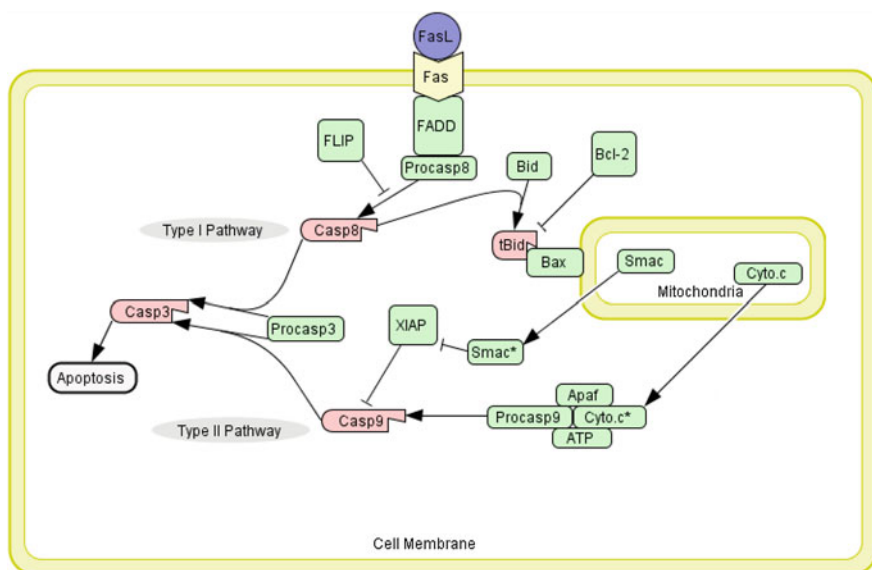 FasL
Fas
FADD
FLIP
Bcl-2
Procasp8
Bid
Type I Pathway
Casp8
tBid
Bax
Smac
Cyto.c
Mitochondria
Casp3
Procasp3
XIAP
Smac*
Apoptosis
Apaf
Type II Pathway
Casp9
Procasp9
Cyto.c*
ATP
Cell Membrane